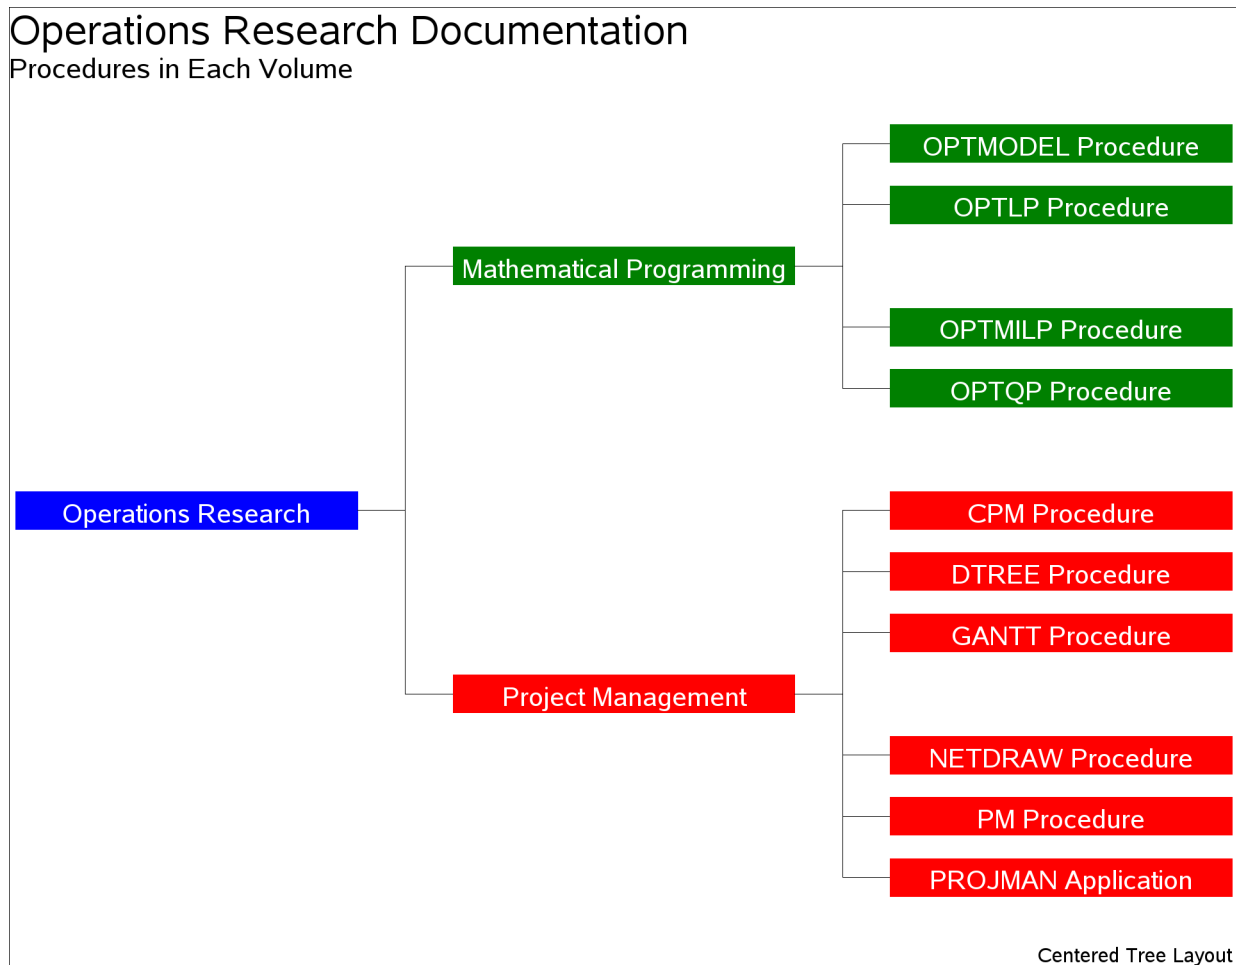 Operations Research Documentation
Procedures in Each Volume
OPTMODEL Procedure
OPTLP Procedure
Mathematical Programming
OPTMILP Procedure
OPTQP Procedure
Operations Research
CPM Procedure
DTREE Procedure
GANTT Procedure
Project Management
NETDRAW Procedure
PM Procedure
PROJMAN Application
Centered Tree Layout